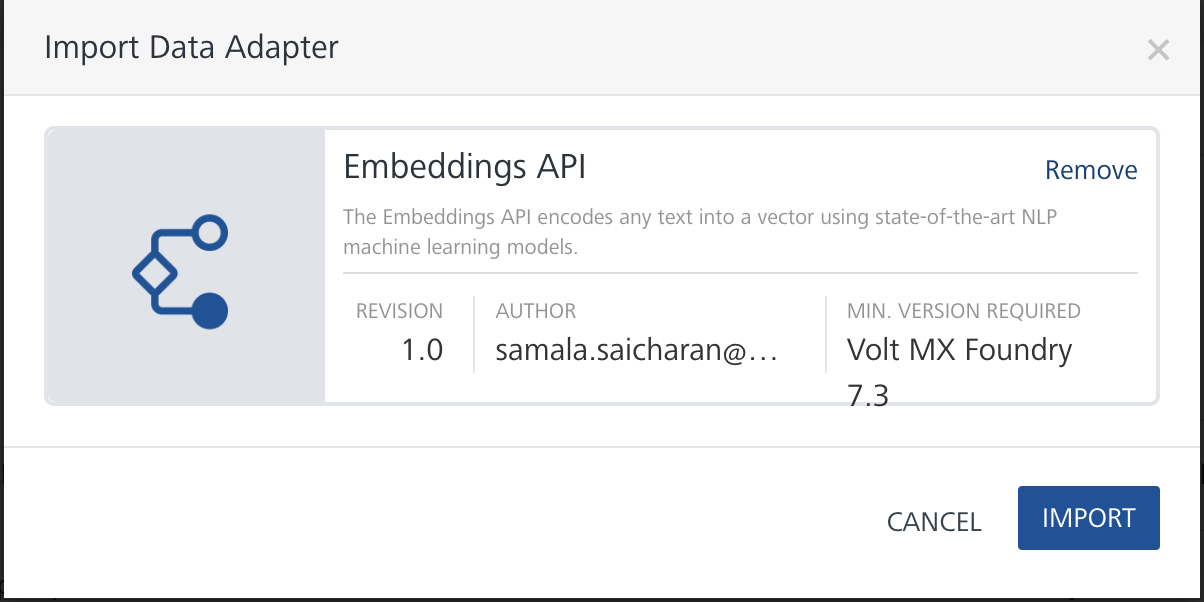 Import Data Adapter
Embeddings API
Remove
The Embeddings API encodes any text into a vector using state-of-the-art NLP
machine learning models.
REVISION
1.0
AUTHOR
samala.saicharan@...
MIN. VERSION REQUIRED
Volt MX Foundry
7.3
CANCEL
IMPORT